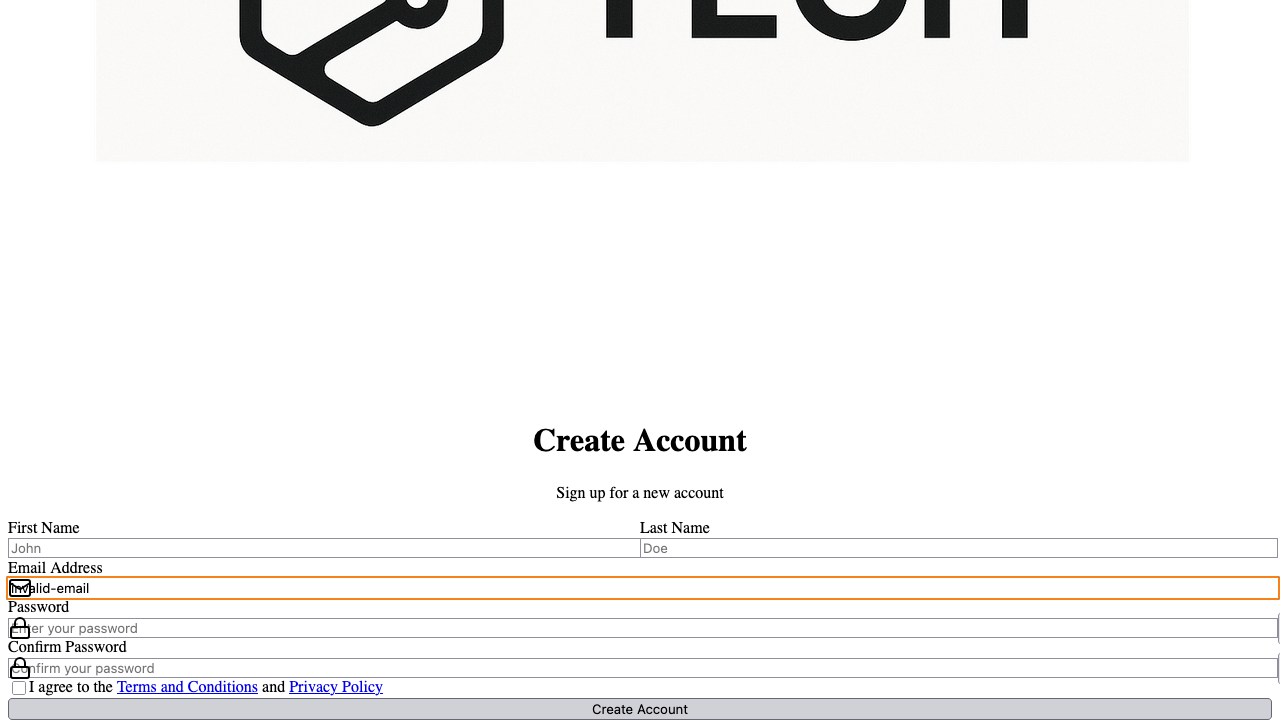 TECH
Create Account
Sign up for a new account
First Name
Last Name
John
Doe
Email Address
invalid-email
Password
Enter your password
Confirm Password
Confirm your password
I agree to the Terms and Conditions and Privacy Policy
Create Account